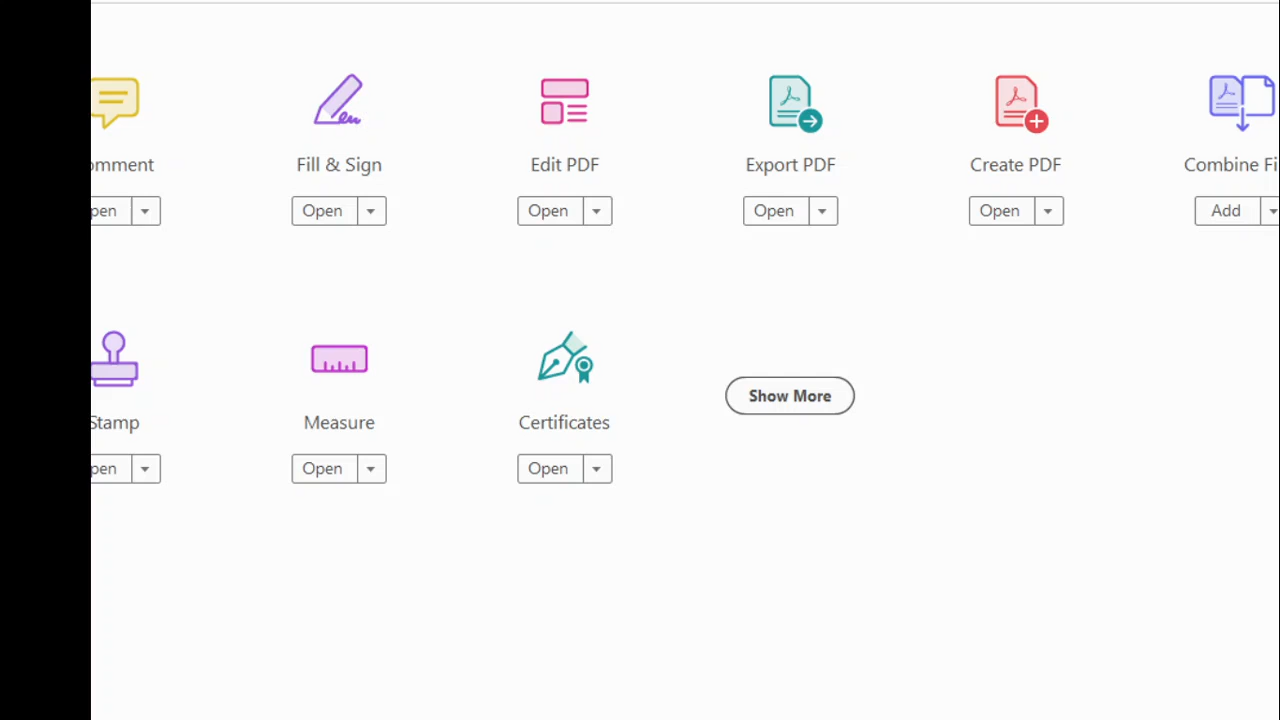 omment Fill & Sign Edit PDF Export PDF Create PDF Combine Fi
pen Open Open Open Open Add
Stamp Measure Certificates Show More
pen Open Open